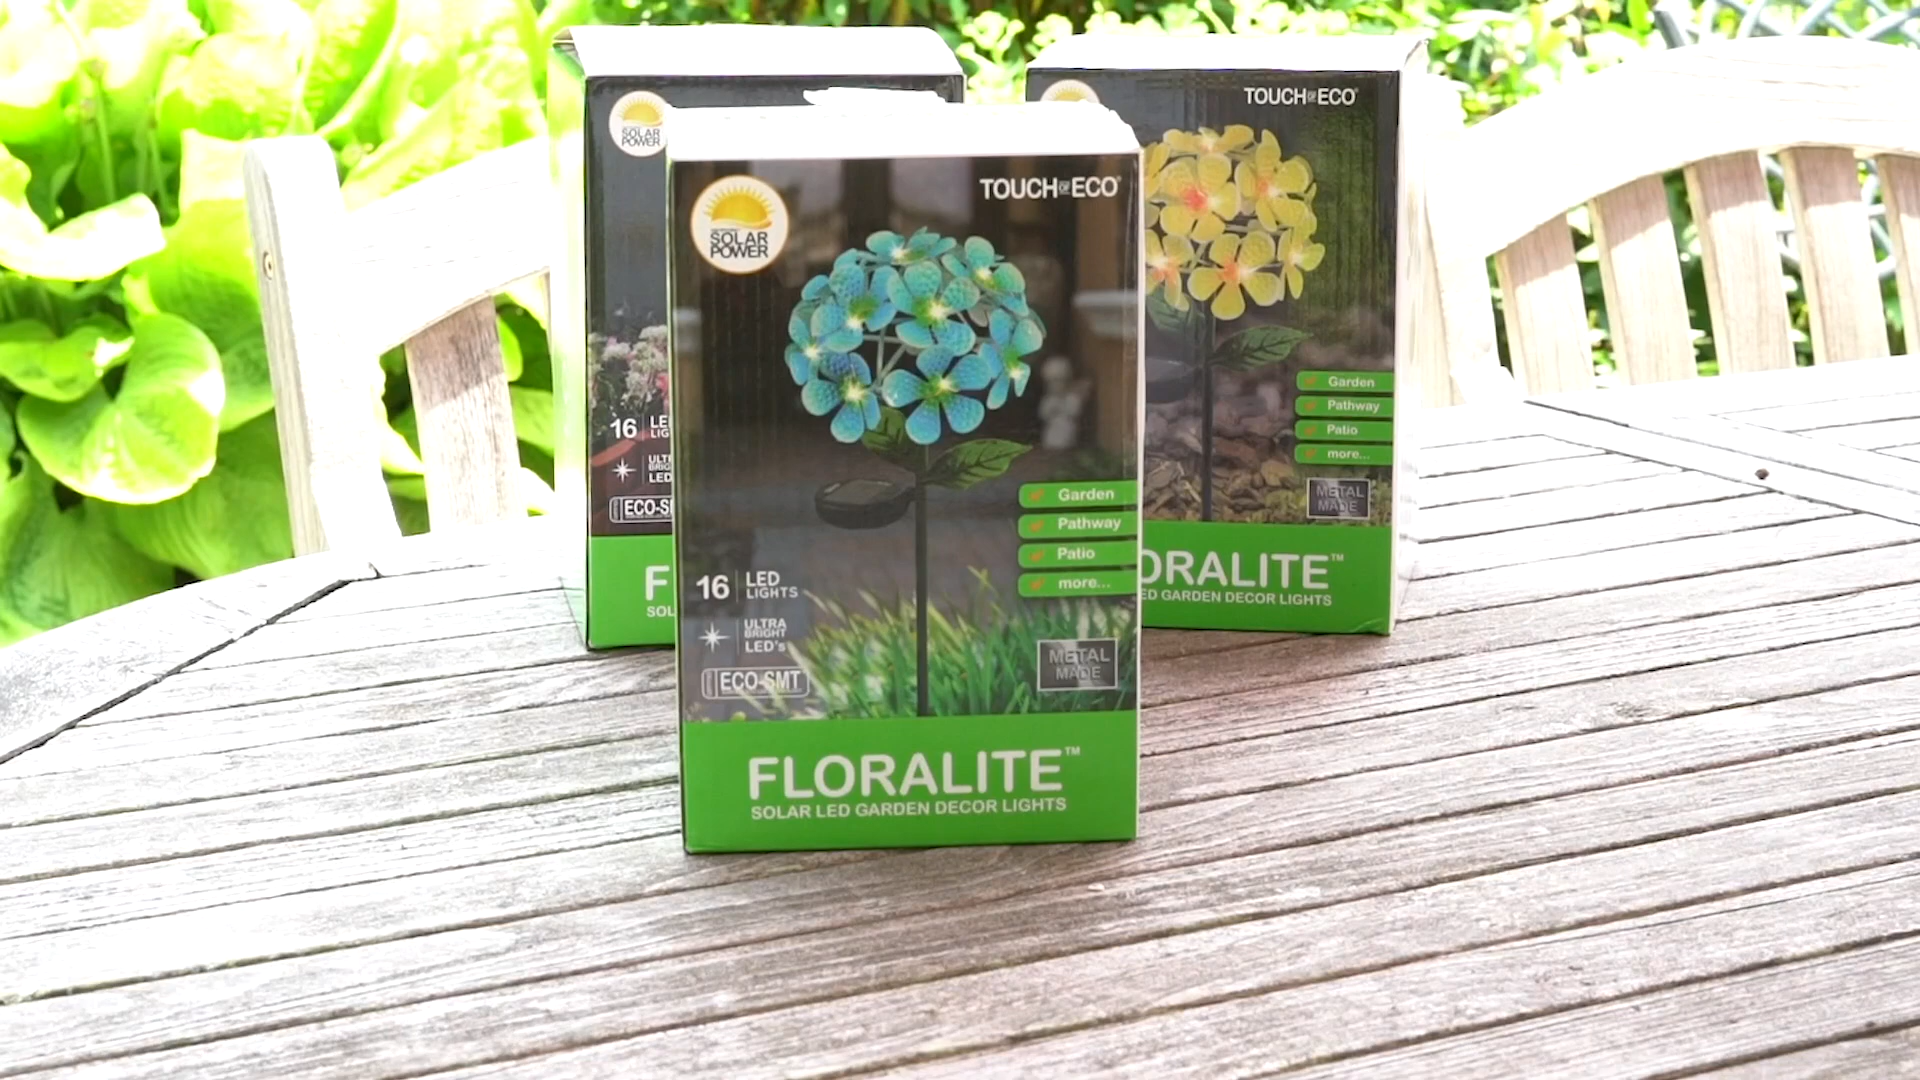 SOLAR
POWER
TOUCH OF ECO®
16 LED
LIGHTS
ULTRA
BRIGHT
LED's
ECO-SMT
Garden
Pathway
Patio
more...
METAL
MADE
FLORALITE™
SOLAR LED GARDEN DECOR LIGHTS
SOLAR
POWER
16
ECO-S
F
SOL
TOUCH OF ECO®
Garden
Pathway
Patio
more...
METAL
MADE
ORALITE™
ED GARDEN DECOR LIGHTS